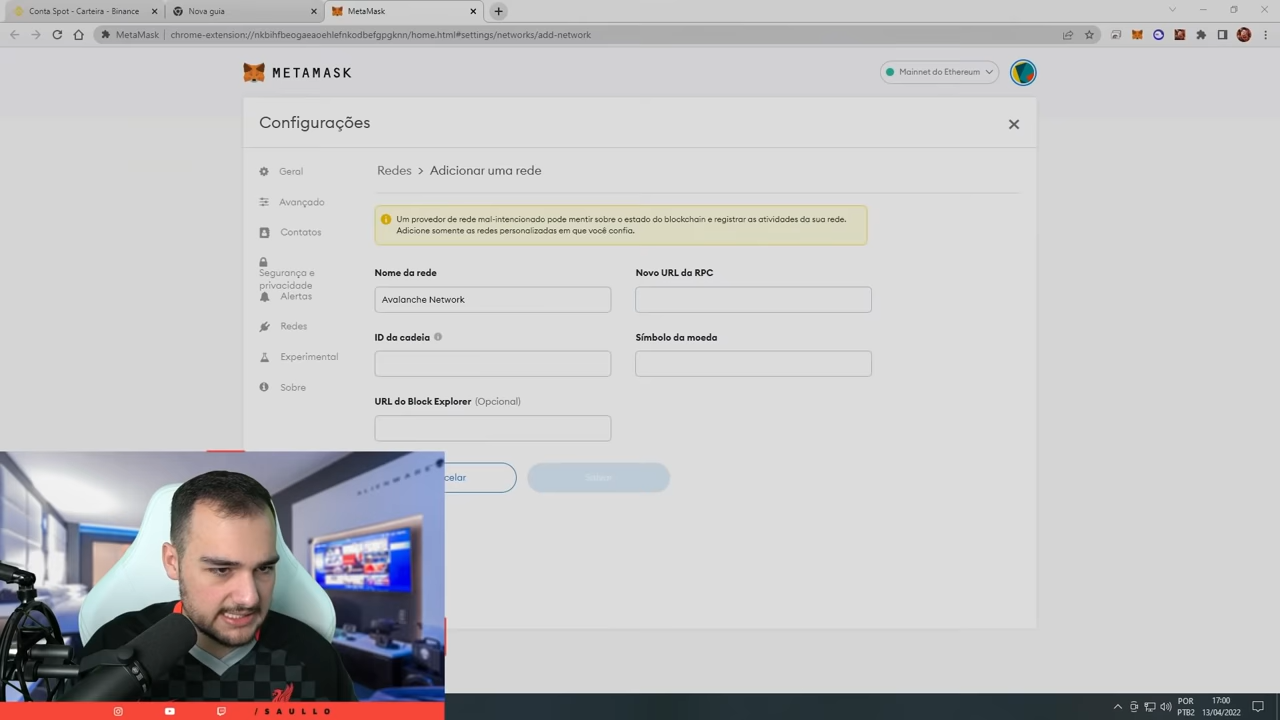 Conta Spot - Carteira - Binance
Nova guia
MetaMask
MetaMask
chrome-extension://nkbihfbeogaeaoehlefnkodbefgpgknn/home.html#settings/networks/add-network
METAMASK
Mainnet do Ethereum
Configurações
Geral
Avançado
Contatos
Segurança e
privacidade
Alertas
Redes
Experimental
Sobre
Redes > Adicionar uma rede
Um provedor de rede mal-intencionado pode mentir sobre o estado do blockchain e registrar as atividades da sua rede.
Adicione somente as redes personalizadas em que você confia.
Nome da rede
Avalanche Network
Novo URL da RPC
ID da cadeia
Símbolo da moeda
URL do Block Explorer (Opcional)
celar
Salvar
ALIENWARE
/SAULLO
POR
PTB2
17:00
13/04/2022